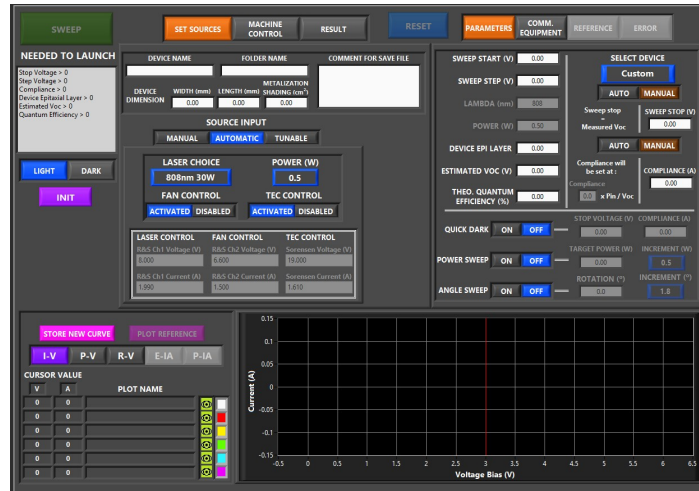 SWEEP
SET SOURCES
MACHINE CONTROL
RESULT
RESET
PARAMETERS
COMM. EQUIPMENT
REFERENCE
ERROR
NEEDED TO LAUNCH
Stop Voltage > 0
Step Voltage > 0
Compliance > 0
Device Epitaxial Layer > 0
Estimated Voc > 0
Quantum Efficiency > 0
LIGHT DARK
INIT
DEVICE NAME
FOLDER NAME
COMMENT FOR SAVE FILE
DEVICE DIMENSION
WIDTH (mm)
LENGTH (mm)
METALIZATION SHADING (cm²)
0.00 0.00 0.00
SOURCE INPUT
MANUAL AUTOMATIC TUNABLE
LASER CHOICE
POWER (W)
808nm 30W
0.5
FAN CONTROL
TEC CONTROL
ACTIVATED DISABLED
ACTIVATED DISABLED
LASER CONTROL FAN CONTROL TEC CONTROL
R&S Ch1 Voltage (V) R&S Ch2 Voltage (V) Sorensen Voltage (V)
8.000 6.600 19.000
R&S Ch1 Current (A) R&S Ch2 Current (A) Sorensen Current (A)
1.990 1.500 1.610
SWEEP START (V) 0.00
SWEEP STEP (V) 0.00
LAMBDA (nm) 808
POWER (W) 0.50
DEVICE EPI LAYER 0.00
ESTIMATED VOC (V) 0.00
THEO. QUANTUM EFFICIENCY (%) 0.00
SELECT DEVICE
Custom
AUTO MANUAL
Sweep stop
=
Measured Voc
SWEEP STOP (V)
0.00
AUTO MANUAL
Compliance will be set at :
Compliance
0.0 x Pin / Voc
COMPLIANCE (A)
0.00
QUICK DARK ON OFF
STOP VOLTAGE (V) COMPLIANCE (A)
0.00 0.00
POWER SWEEP ON OFF
TARGET POWER (W) INCREMENT (W)
0.00 0.5
ANGLE SWEEP ON OFF
ROTATION (°) INCREMENT (°)
0.0 1.8
STORE NEW CURVE
PLOT REFERENCE
I-V P-V R-V E-IA P-IA
CURSOR VALUE
V A PLOT NAME
0 0
0 0
0 0
0 0
0 0
0 0
Current (A)
0.15
0.1
0.05
0
-0.05
-0.1
-0.15
-0.5 0 0.5 1 1.5 2 2.5 3 3.5 4 4.5 5 5.5 6 6.5
Voltage Bias (V)